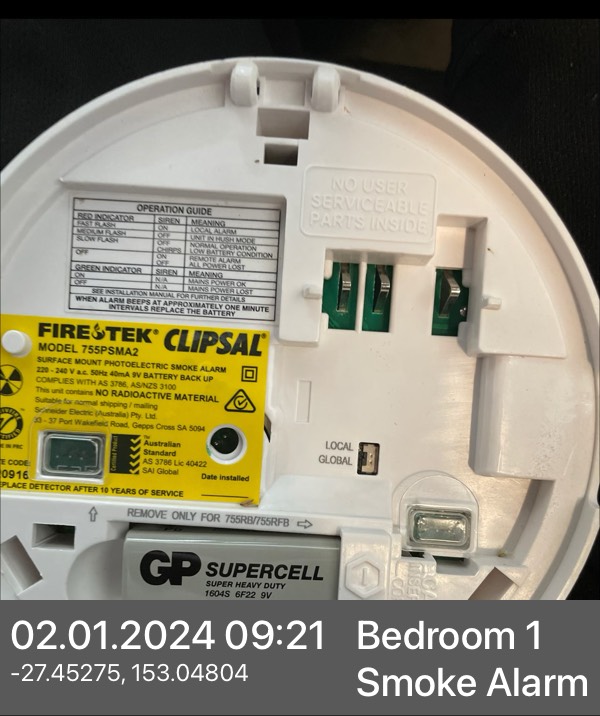 NO USER
SERVICEABLE
PARTS INSIDE
OPERATION GUIDE
RED INDICATOR SIREN MEANING
FAST FLASH ON LOCAL ALARM
MEDIUM FLASH OFF UNIT IN HUSH MODE
SLOW FLASH OFF NORMAL OPERATION
CHIRPS LOW BATTERY CONDITION
OFF ON REMOTE ALARM
OFF ALL POWER LOST
GREEN INDICATOR SIREN MEANING
ON N/A MAINS POWER OK
OFF N/A MAINS POWER LOST
SEE INSTALLATION MANUAL FOR FURTHER DETAILS
WHEN ALARM BEEPS AT APPROXIMATELY ONE MINUTE
INTERVALS REPLACE THE BATTERY
FIRETEK® CLIPSAL®
MODEL 755PSMA2
SURFACE MOUNT PHOTOELECTRIC SMOKE ALARM
220 - 240 V a.c. 50Hz 40mA 9V BATTERY BACK UP
COMPLIES WITH AS 3786, AS/NZS 3100
This unit contains NO RADIOACTIVE MATERIAL
Suitable for normal shipping / mailing
Schneider Electric (Australia) Pty. Ltd.
33 - 37 Port Wakefield Road, Gepps Cross SA 5094
Certified Product
Australian
Standard
AS 3786 Lic 40422
SAI Global
Date installed
E CODE:
0916
EPLACE DETECTOR AFTER 10 YEARS OF SERVICE
LOCAL
GLOBAL
REMOVE ONLY FOR 755RB/755RFB
GP SUPERCELL
SUPER HEAVY DUTY
1604S 6F22 9V
02.01.2024 09:21
-27.45275, 153.04804
Bedroom 1
Smoke Alarm